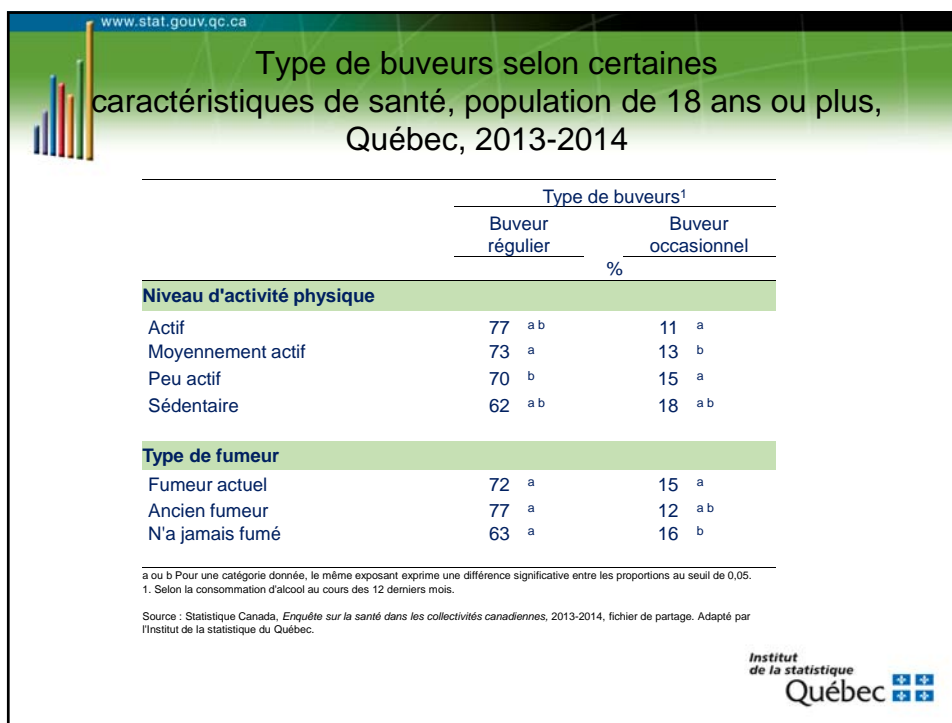 www.stat.gouv.qc.ca
Type de buveurs selon certaines
caractéristiques de santé, population de 18 ans ou plus,
Québec, 2013-2014
Type de buveurs1
Buveur régulier Buveur occasionnel
%
Niveau d'activité physique
Actif 77 a b 11 a
Moyennement actif 73 a 13 b
Peu actif 70 b 15 a
Sédentaire 62 a b 18 a b
Type de fumeur
Fumeur actuel 72 a 15 a
Ancien fumeur 77 a 12 a b
N'a jamais fumé 63 a 16 b
a ou b Pour une catégorie donnée, le même exposant exprime une différence significative entre les proportions au seuil de 0,05.
1. Selon la consommation d'alcool au cours des 12 derniers mois.
Source : Statistique Canada, Enquête sur la santé dans les collectivités canadiennes, 2013-2014, fichier de partage. Adapté par
l'Institut de la statistique du Québec.
Institut
de la statistique
Québec